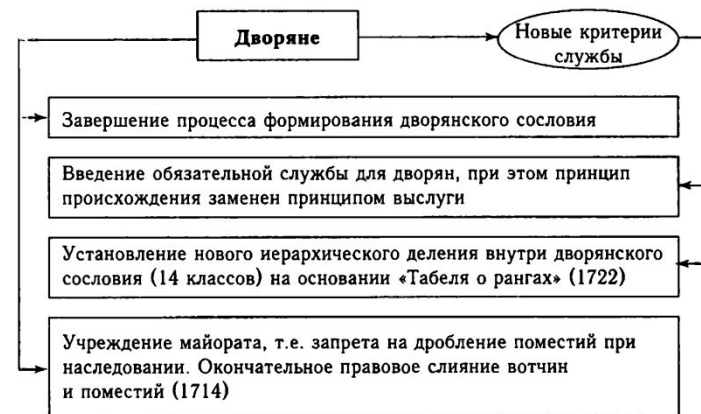 Дворяне
Новые критерии
службы
Завершение процесса формирования дворянского сословия
Введение обязательной службы для дворян, при этом принцип
происхождения заменен принципом выслуги
Установление нового иерархического деления внутри дворянского
сословия (14 классов) на основании «Табеля о рангах» (1722)
Учреждение майората, т.е. запрета на дробление поместий при
наследовании. Окончательное правовое слияние вотчин
и поместий (1714)